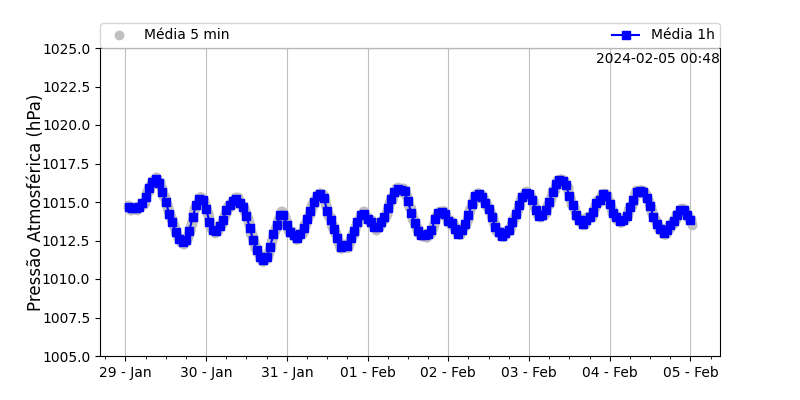 Média 5 min
Média 1h
2024-02-05 00:48
Pressão Atmosférica (hPa)
1025.0
1022.5
1020.0
1017.5
1015.0
1012.5
1010.0
1007.5
1005.0
29 - Jan
30 - Jan
31 - Jan
01 - Feb
02 - Feb
03 - Feb
04 - Feb
05 - Feb